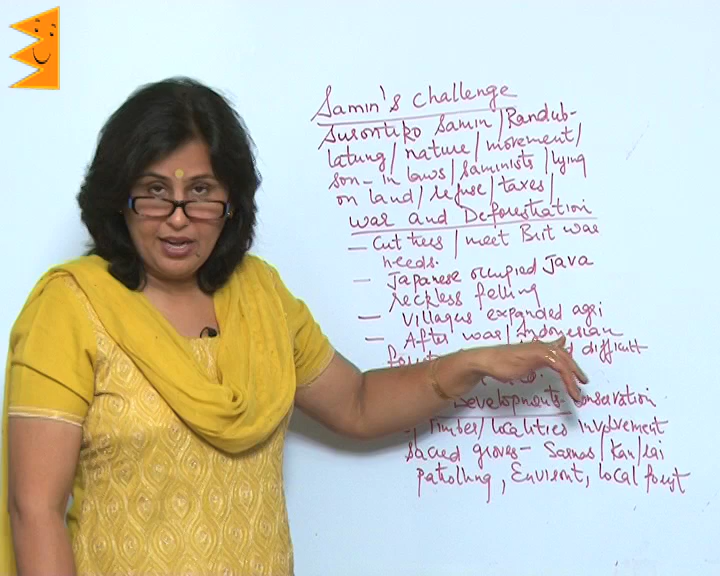 Samin's challenge
Surontiko Samin / Randub-
latung / nature / movement /
son-in laws / saminists / lying
on land / refuse / taxes /
war and Deforestration
- Cut trees / meet Brit war
needs.
- Japanese occupied Java
reckless felling
- Villages expanded agri
- After war / Indonesian
difficult
Developments conservation
- Timber / localities involvement
sacred groves - Sarnas / Kan / rai
patrolling, Environt, local forest